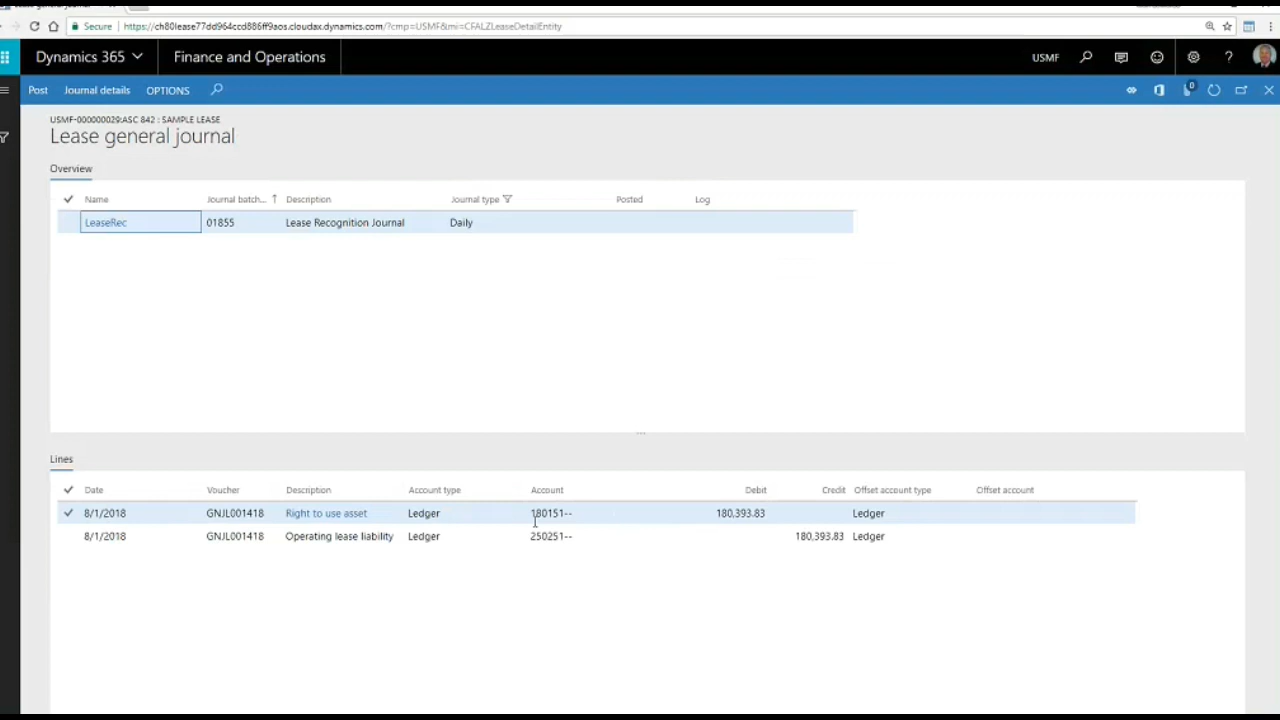 Secure | https://ch80lease77dd964ccd886ff9aos.cloudax.dynamics.com/?cmp=USMF&mi=CFALZLeaseDetailEntity
Dynamics 365 Finance and Operations USMF ?
Post Journal details OPTIONS 0
USMF-000000029:ASC 842 : SAMPLE LEASE
Lease general journal
Overview
Name Journal batch... Description Journal type Posted Log
LeaseRec 01855 Lease Recognition Journal Daily
Lines
Date Voucher Description Account type Account Debit Credit Offset account type Offset account
8/1/2018 GNJL001418 Right to use asset Ledger 180151-- 180,393.83 Ledger
8/1/2018 GNJL001418 Operating lease liability Ledger 250251-- 180,393.83 Ledger